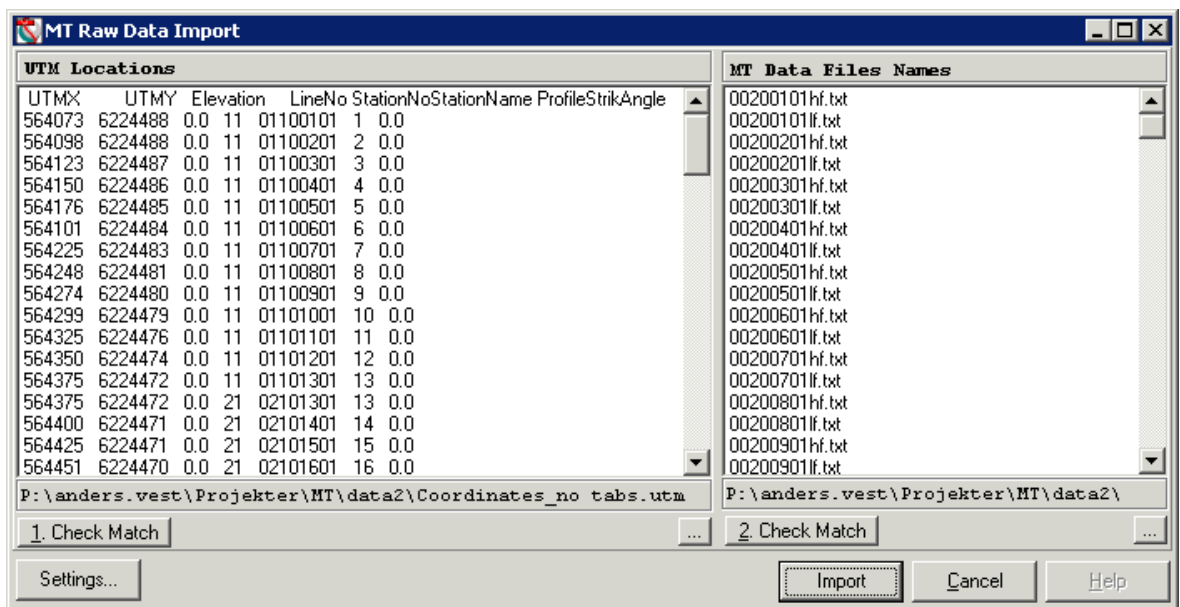 MT Raw Data Import
UTM Locations
UTMX UTMY Elevation LineNo StationNoStationName ProfileStrikAngle
564073 6224488 0.0 11 01100101 1 0.0
564098 6224488 0.0 11 01100201 2 0.0
564123 6224487 0.0 11 01100301 3 0.0
564150 6224486 0.0 11 01100401 4 0.0
564176 6224485 0.0 11 01100501 5 0.0
564101 6224484 0.0 11 01100601 6 0.0
564225 6224483 0.0 11 01100701 7 0.0
564248 6224481 0.0 11 01100801 8 0.0
564274 6224480 0.0 11 01100901 9 0.0
564299 6224479 0.0 11 01101001 10 0.0
564325 6224476 0.0 11 01101101 11 0.0
564350 6224474 0.0 11 01101201 12 0.0
564375 6224472 0.0 11 01101301 13 0.0
564375 6224472 0.0 21 02101301 13 0.0
564400 6224471 0.0 21 02101401 14 0.0
564425 6224471 0.0 21 02101501 15 0.0
564451 6224470 0.0 21 02101601 16 0.0
P:\anders.vest\Projekter\MT\data2\Coordinates_no tabs.utm
1. Check Match
...
MT Data Files Names
00200101hf.txt
00200101lf.txt
00200201hf.txt
00200201lf.txt
00200301hf.txt
00200301lf.txt
00200401hf.txt
00200401lf.txt
00200501hf.txt
00200501lf.txt
00200601hf.txt
00200601lf.txt
00200701hf.txt
00200701lf.txt
00200801hf.txt
00200801lf.txt
00200901hf.txt
00200901lf.txt
P:\anders.vest\Projekter\MT\data2\
2. Check Match
...
Settings...
Import
Cancel
Help